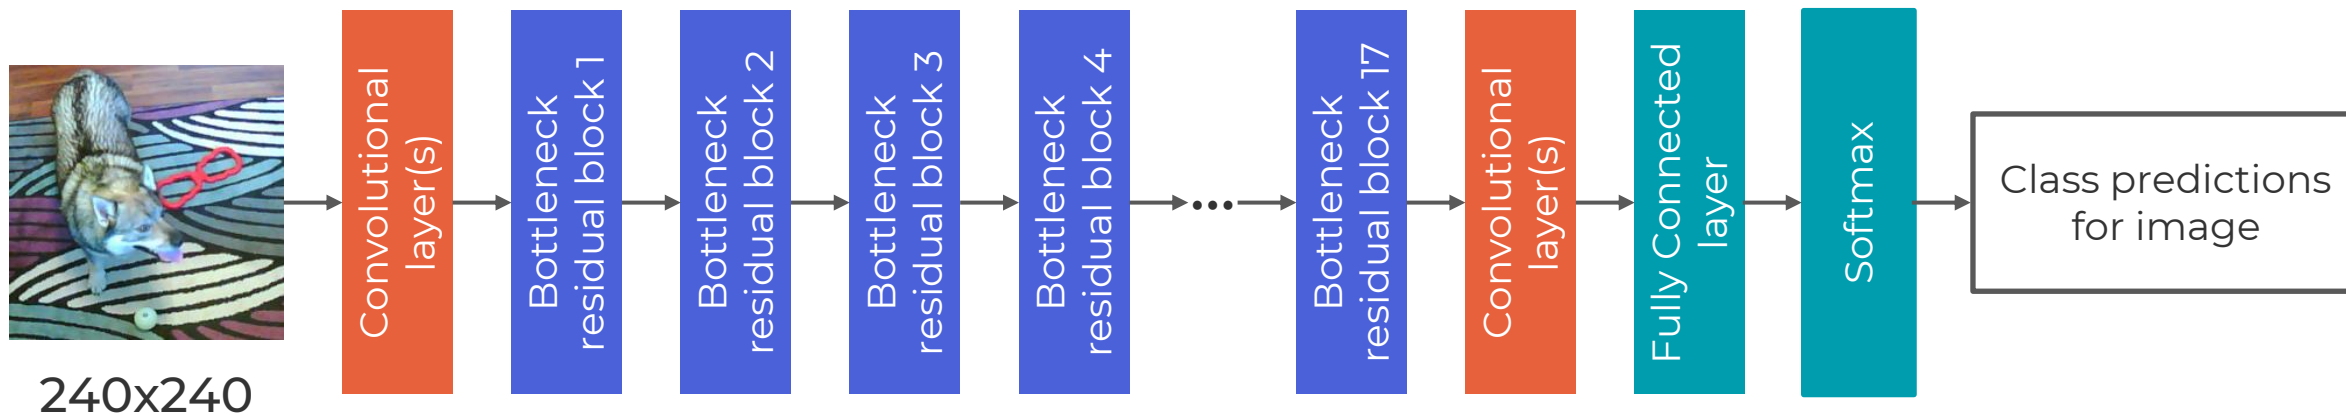 240x240
Convolutional
layer(s)
Bottleneck
residual block 1
Bottleneck
residual block 2
Bottleneck
residual block 3
Bottleneck
residual block 4
...
Bottleneck
residual block 17
Convolutional
layer(s)
Fully Connected
layer
Softmax
Class predictions
for image